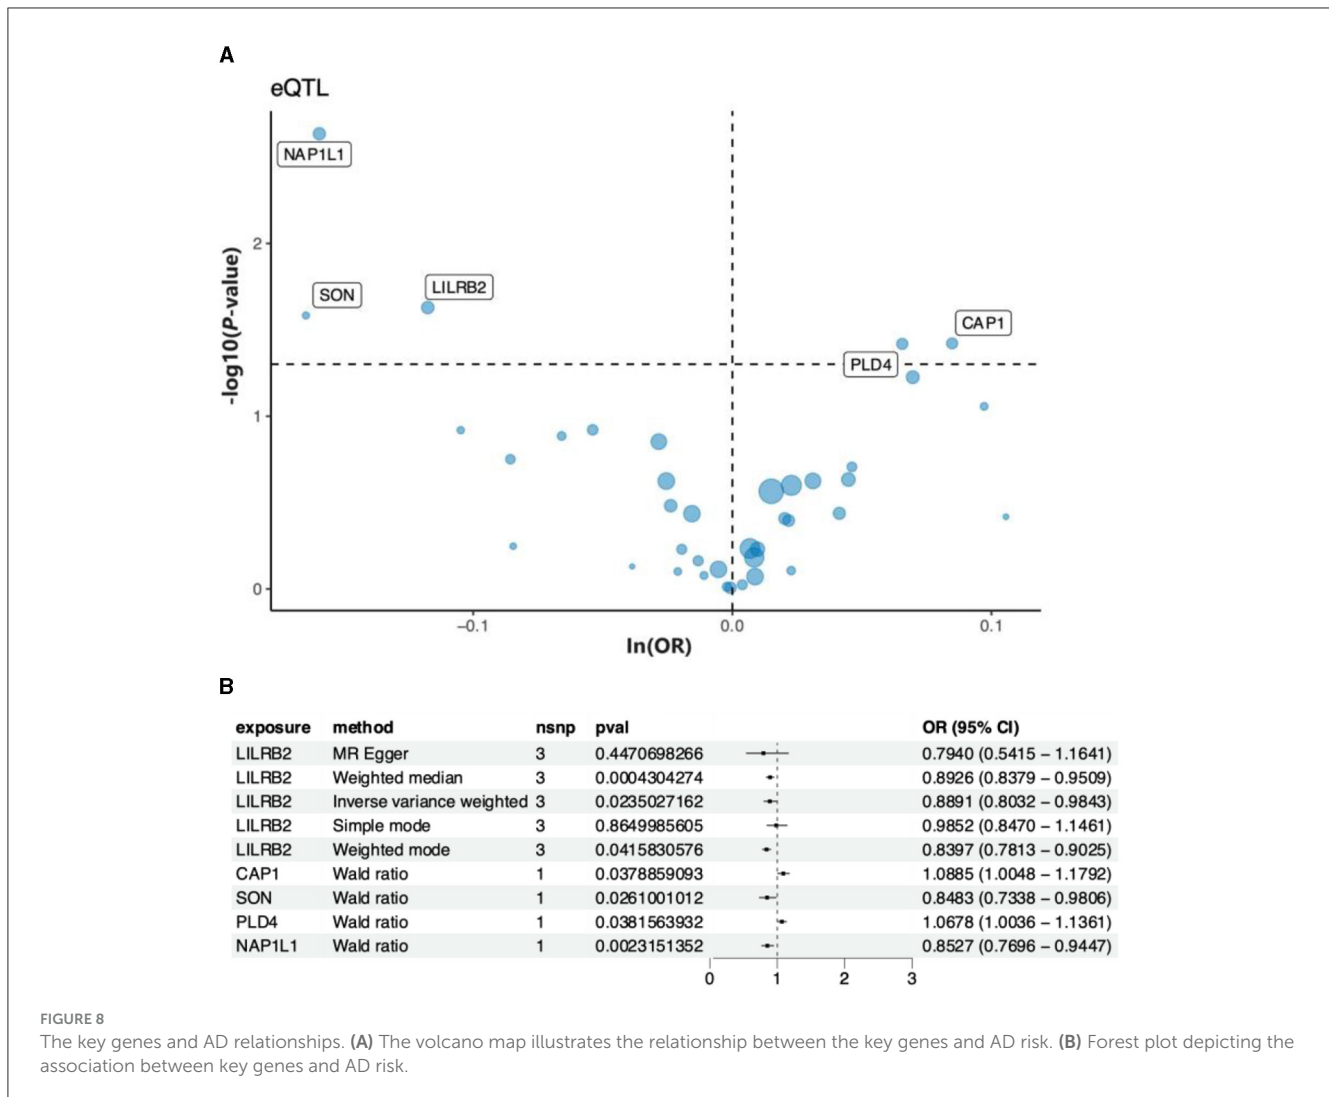 A
eQTL
NAP1L1
2
SON
LILRB2
CAP1
PLD4
-log10(P-value)
1
0
−0.1
0.0
0.1
ln(OR)
B
exposure method nsnp pval OR (95% CI)
LILRB2 MR Egger 3 0.4470698266 0.7940 (0.5415 – 1.1641)
LILRB2 Weighted median 3 0.0004304274 0.8926 (0.8379 – 0.9509)
LILRB2 Inverse variance weighted 3 0.0235027162 0.8891 (0.8032 – 0.9843)
LILRB2 Simple mode 3 0.8649985605 0.9852 (0.8470 – 1.1461)
LILRB2 Weighted mode 3 0.0415830576 0.8397 (0.7813 – 0.9025)
CAP1 Wald ratio 1 0.0378859093 1.0885 (1.0048 – 1.1792)
SON Wald ratio 1 0.0261001012 0.8483 (0.7338 – 0.9806)
PLD4 Wald ratio 1 0.0381563932 1.0678 (1.0036 – 1.1361)
NAP1L1 Wald ratio 1 0.0023151352 0.8527 (0.7696 – 0.9447)
0 1 2 3
FIGURE 8
The key genes and AD relationships. (A) The volcano map illustrates the relationship between the key genes and AD risk. (B) Forest plot depicting the
association between key genes and AD risk.